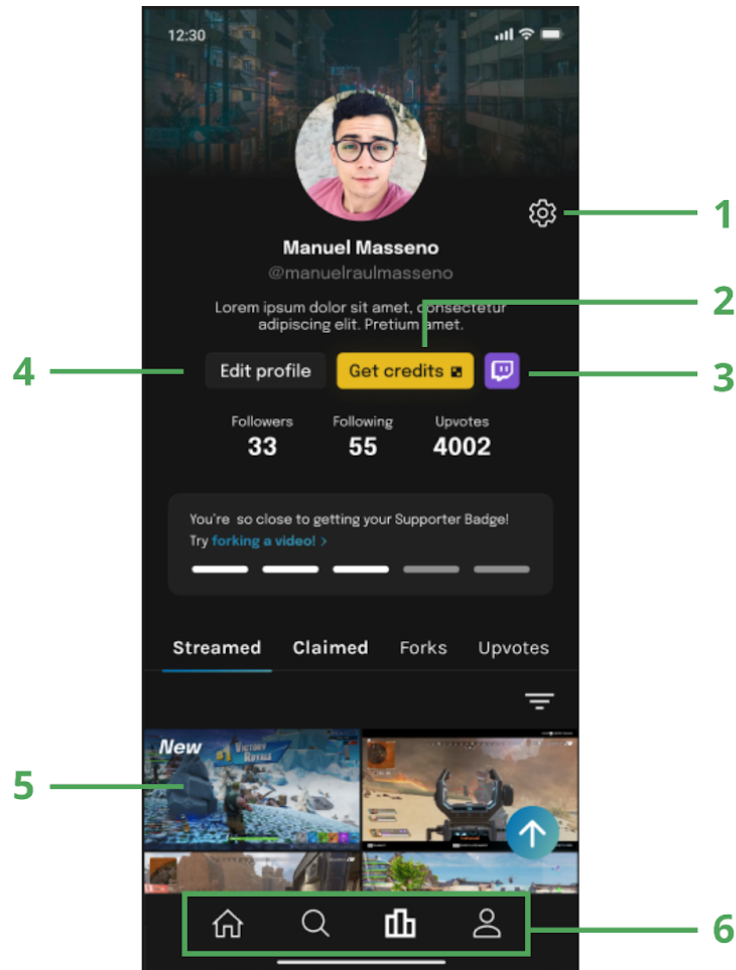 12:30
1
Manuel Masseno
@manuelraulmasseno
2
Lorem ipsum dolor sit amet, consectetur
adipiscing elit. Pretium amet.
4
Edit profile
Get credits
3
Followers Following Upvotes
33 55 4002
You're so close to getting your Supporter Badge!
Try forking a video! >
Streamed Claimed Forks Upvotes
New
#1 VICTORY
ROYALE
5
6